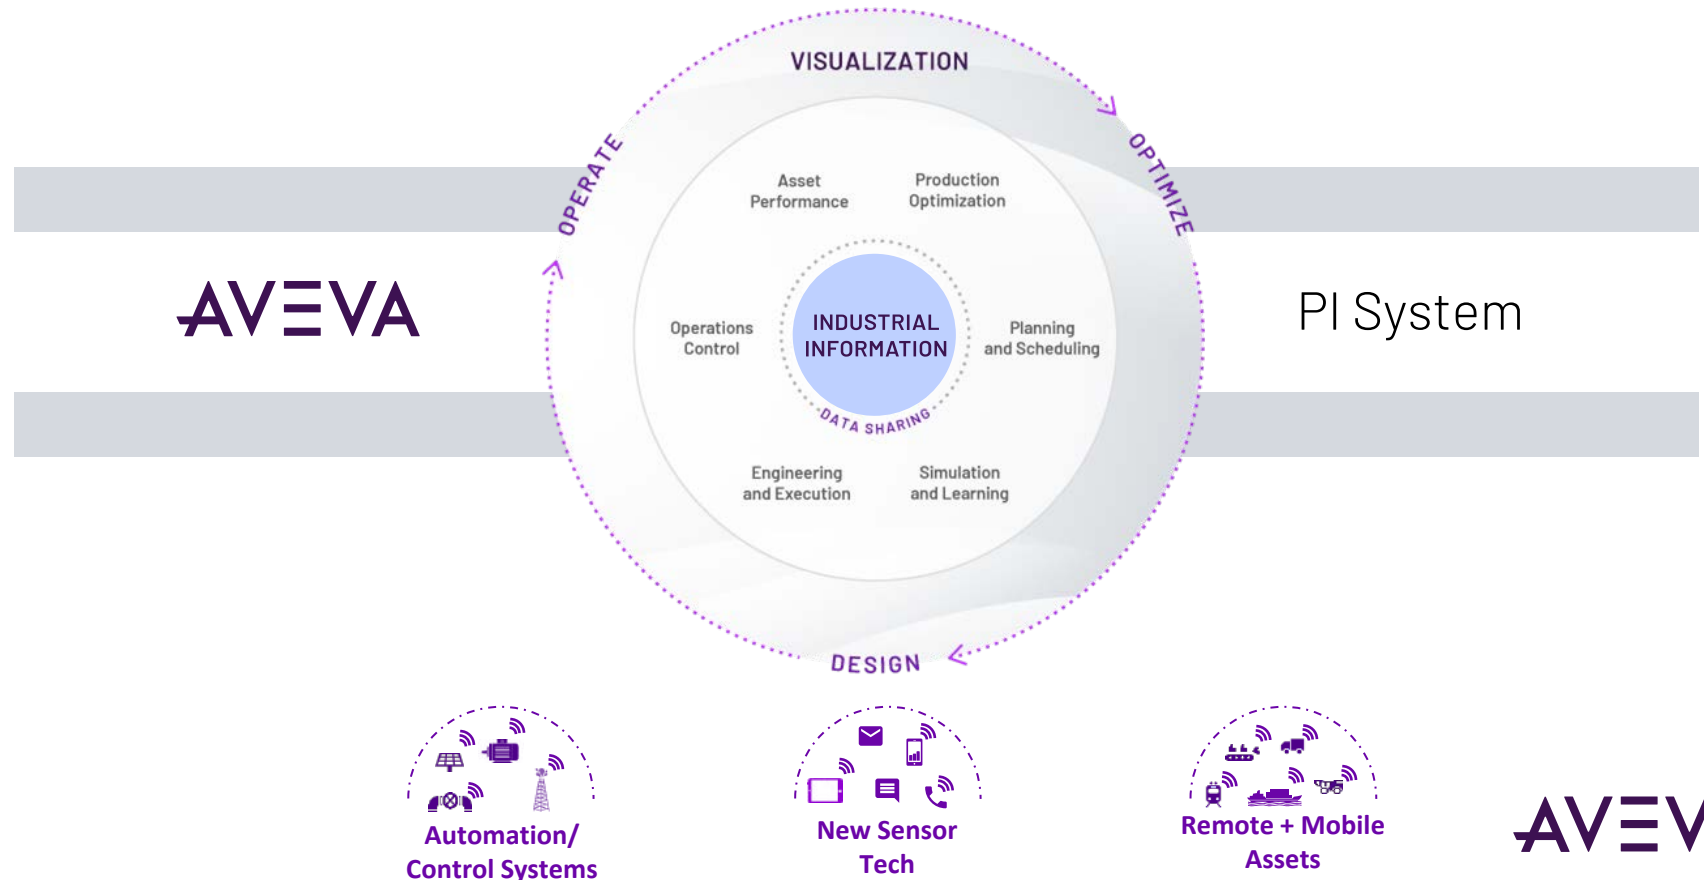 VISUALIZATION
OPERATE
OPTIMIZE
Asset
Performance
Production
Optimization
AVEVA
Operations
Control
INDUSTRIAL
INFORMATION
Planning
and Scheduling
PI System
DATA SHARING
Engineering
and Execution
Simulation
and Learning
DESIGN
Automation/
Control Systems
New Sensor
Tech
Remote + Mobile
Assets
AVEV